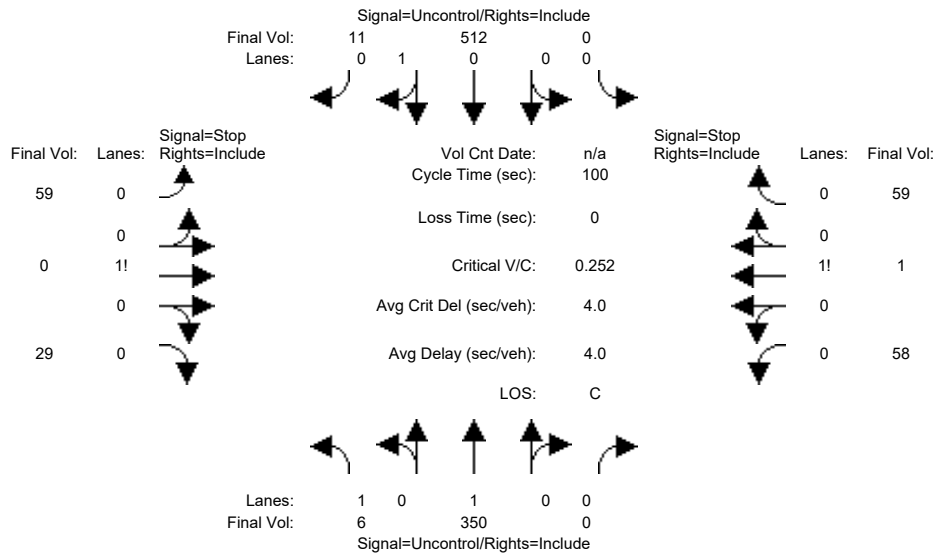 Signal=Uncontrol/Rights=Include
Final Vol: 11 512 0
Lanes: 0 1 0 0 0
Signal=Stop
Final Vol: Lanes: Rights=Include
Vol Cnt Date: n/a
Signal=Stop
Rights=Include Lanes: Final Vol:
Cycle Time (sec): 100
59 0 0 59
Loss Time (sec): 0
0 0
0 1! Critical V/C: 0.252 1! 1
0 Avg Crit Del (sec/veh): 4.0 0
29 0 Avg Delay (sec/veh): 4.0 0 58
LOS: C
Lanes: 1 0 1 0 0
Final Vol: 6 350 0
Signal=Uncontrol/Rights=Include